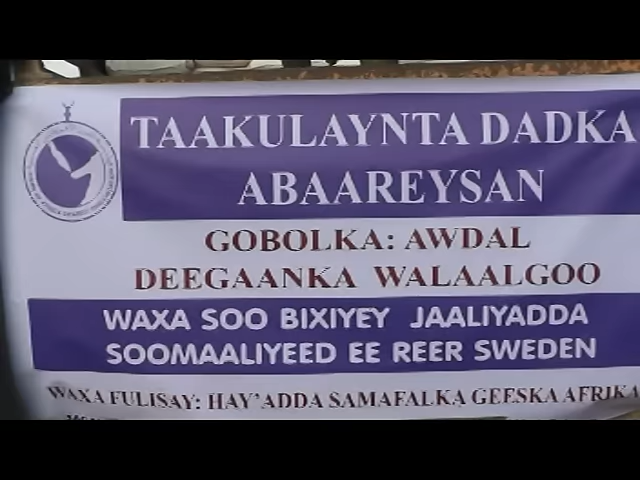 TAAKULAYNTA DADKA
ABAAREYSAN
GOBOLKA: AWDAL
DEEGAANKA WALAALGOO
WAXA SOO BIXIYEY JAALIYADDA
SOOMAALIYEED EE REER SWEDEN
WAXA FULISAY: HAY'ADDA SAMAFALKA GEESKA AFRIKA